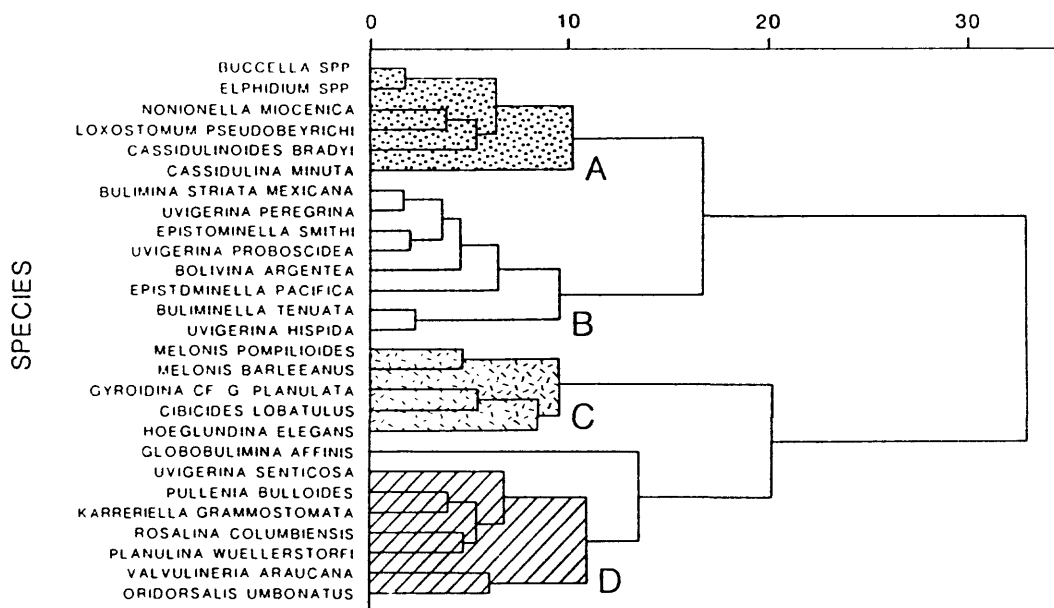 0 10 20 30
BUCCELLA SPP
ELPHIDIUM SPP
NONIONELLA MIOCENICA
LOXOSTOMUM PSEUDOBEYRICHI
CASSIDULINOIDES BRADYI
CASSIDULINA MINUTA
A
BULIMINA STRIATA MEXICANA
UVIGERINA PEREGRINA
EPISTOMINELLA SMITHI
UVIGERINA PROBOSCIDEA
BOLIVINA ARGENTEA
EPISTOMINELLA PACIFICA
BULIMINELLA TENUATA
B
UVIGERINA HISPIDA
SPECIES
MELONIS POMPILIOIDES
MELONIS BARLEEANUS
GYROIDINA CF G PLANULATA
CIBICIDES LOBATULUS
C
HOEGLUNDINA ELEGANS
GLOBOBULIMINA AFFINIS
UVIGERINA SENTICOSA
PULLENIA BULLOIDES
KARRERIELLA GRAMMOSTOMATA
ROSALINA COLUMBIENSIS
PLANULINA WUELLERSTORFI
VALVULINERIA ARAUCANA
D
ORIDORSALIS UMBONATUS